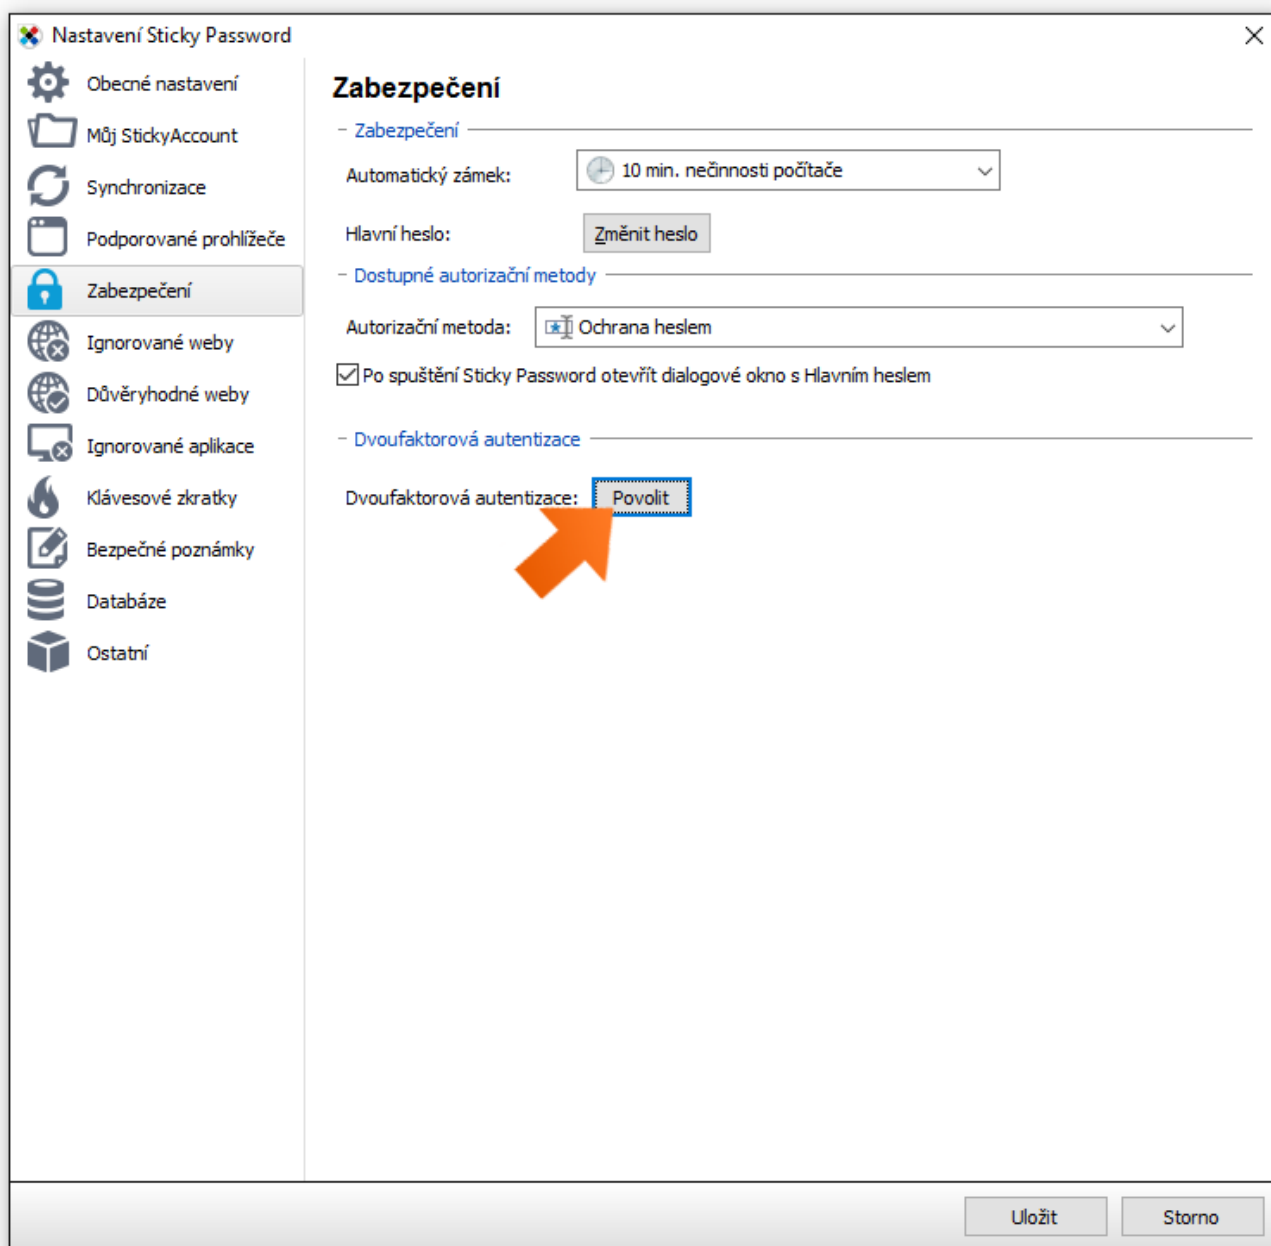 Nastavení Sticky Password
Obecné nastavení
Můj StickyAccount
Synchronizace
Podporované prohlížeče
Zabezpečení
Ignorované weby
Důvěryhodné weby
Ignorované aplikace
Klávesové zkratky
Bezpečné poznámky
Databáze
Ostatní
Zabezpečení
Zabezpečení
Automatický zámek: 10 min. nečinnosti počítače
Hlavní heslo: Změnit heslo
Dostupné autorizační metody
Autorizační metoda: Ochrana heslem
Po spuštění Sticky Password otevřít dialogové okno s Hlavním heslem
Dvoufaktorová autentizace
Dvoufaktorová autentizace: Povolit
Uložit Storno